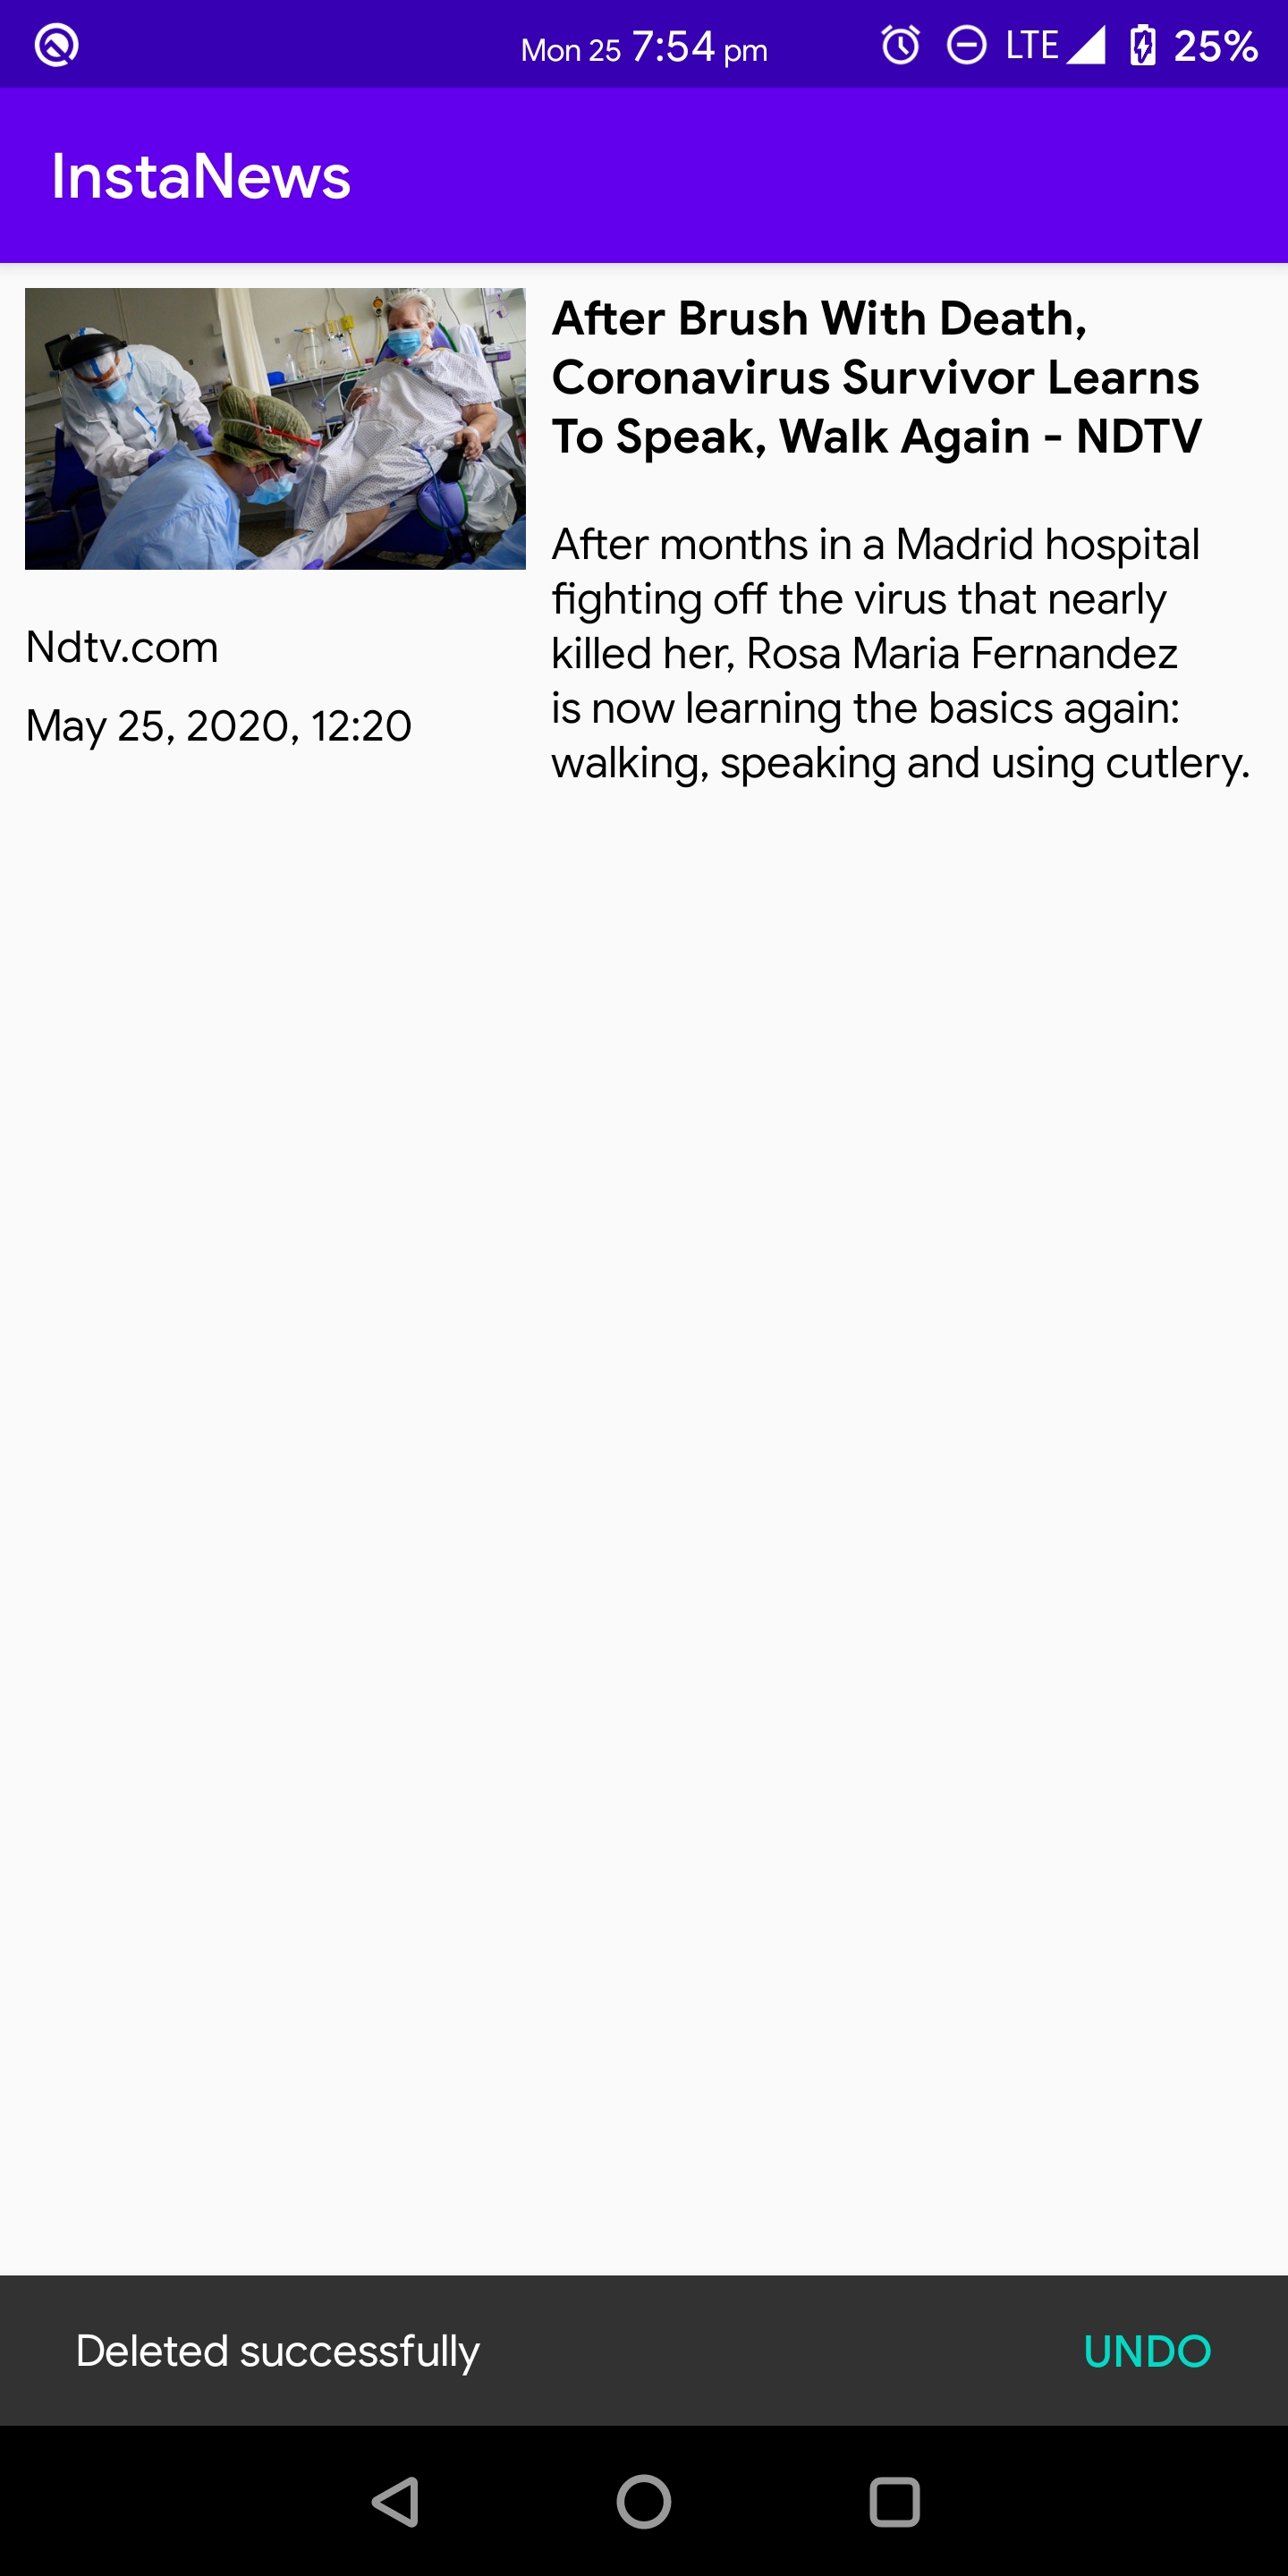 Mon 25 7:54 pm
LTE 25%
InstaNews
After Brush With Death,
Coronavirus Survivor Learns
To Speak, Walk Again - NDTV
After months in a Madrid hospital
fighting off the virus that nearly
killed her, Rosa Maria Fernandez
is now learning the basics again:
walking, speaking and using cutlery.
Ndtv.com
May 25, 2020, 12:20
Deleted successfully
UNDO